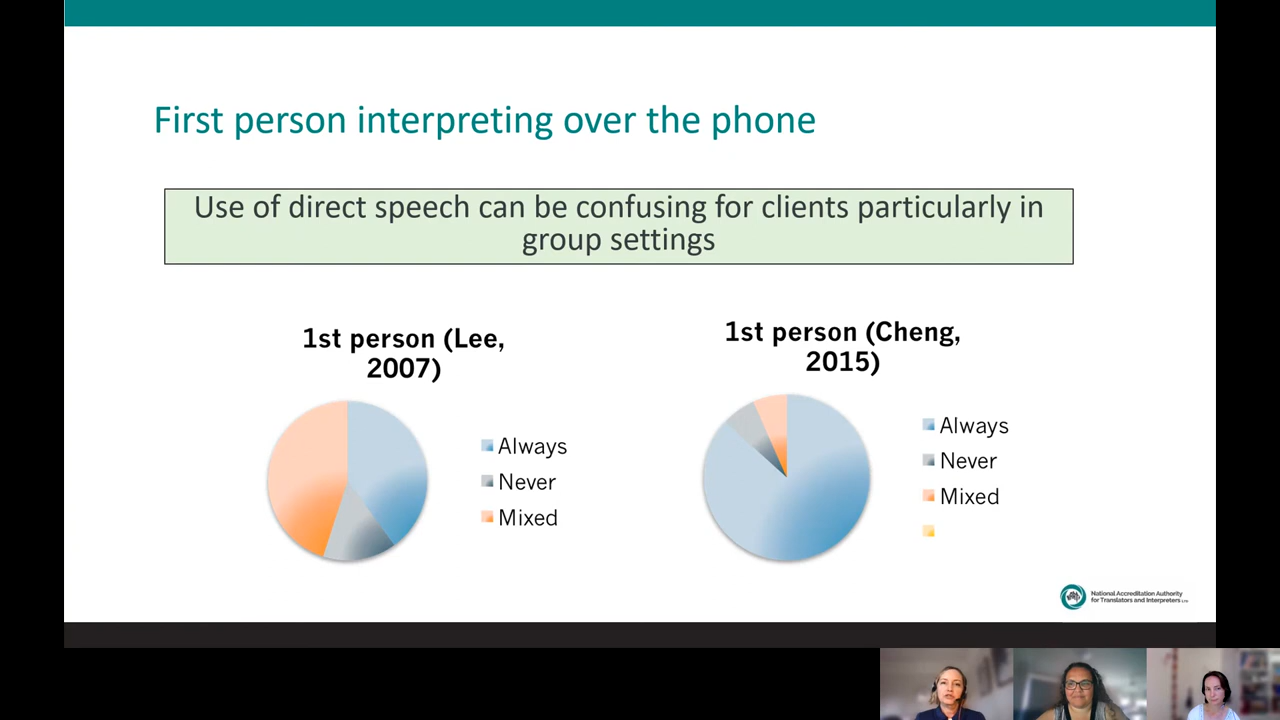 First person interpreting over the phone
Use of direct speech can be confusing for clients particularly in
group settings
1st person (Lee,
2007)
Always
Never
Mixed
1st person (Cheng,
2015)
Always
Never
Mixed
National Accreditation Authority
for Translators and Interpreters LTD